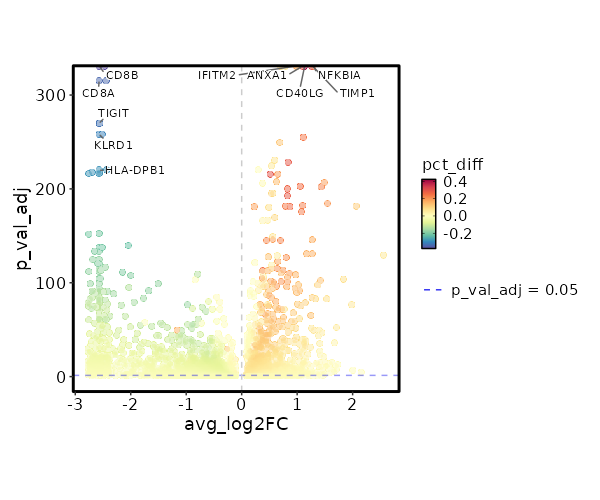 CD8B
CD8A
TIGIT
KLRD1
HLA-DPB1
IFITM2
ANXA1
NFKBIA
CD40LG
TIMP1
300
200
100
0
p_val_adj
-3
-2
-1
0
1
2
avg_log2FC
pct_diff
0.4
0.2
0.0
-0.2
p_val_adj = 0.05